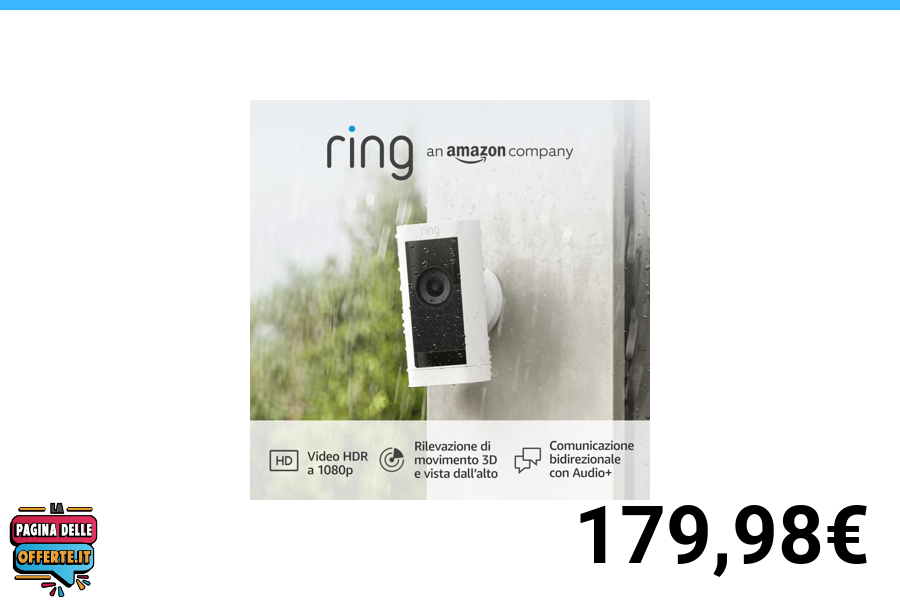 ring an amazon company
ring
HD
Video HDR
a 1080p
Rilevazione di
movimento 3D
e vista dall'alto
Comunicazione
bidirezionale
con Audio+
LA
PAGINA DELLE
OFFERTE.IT
179,98€